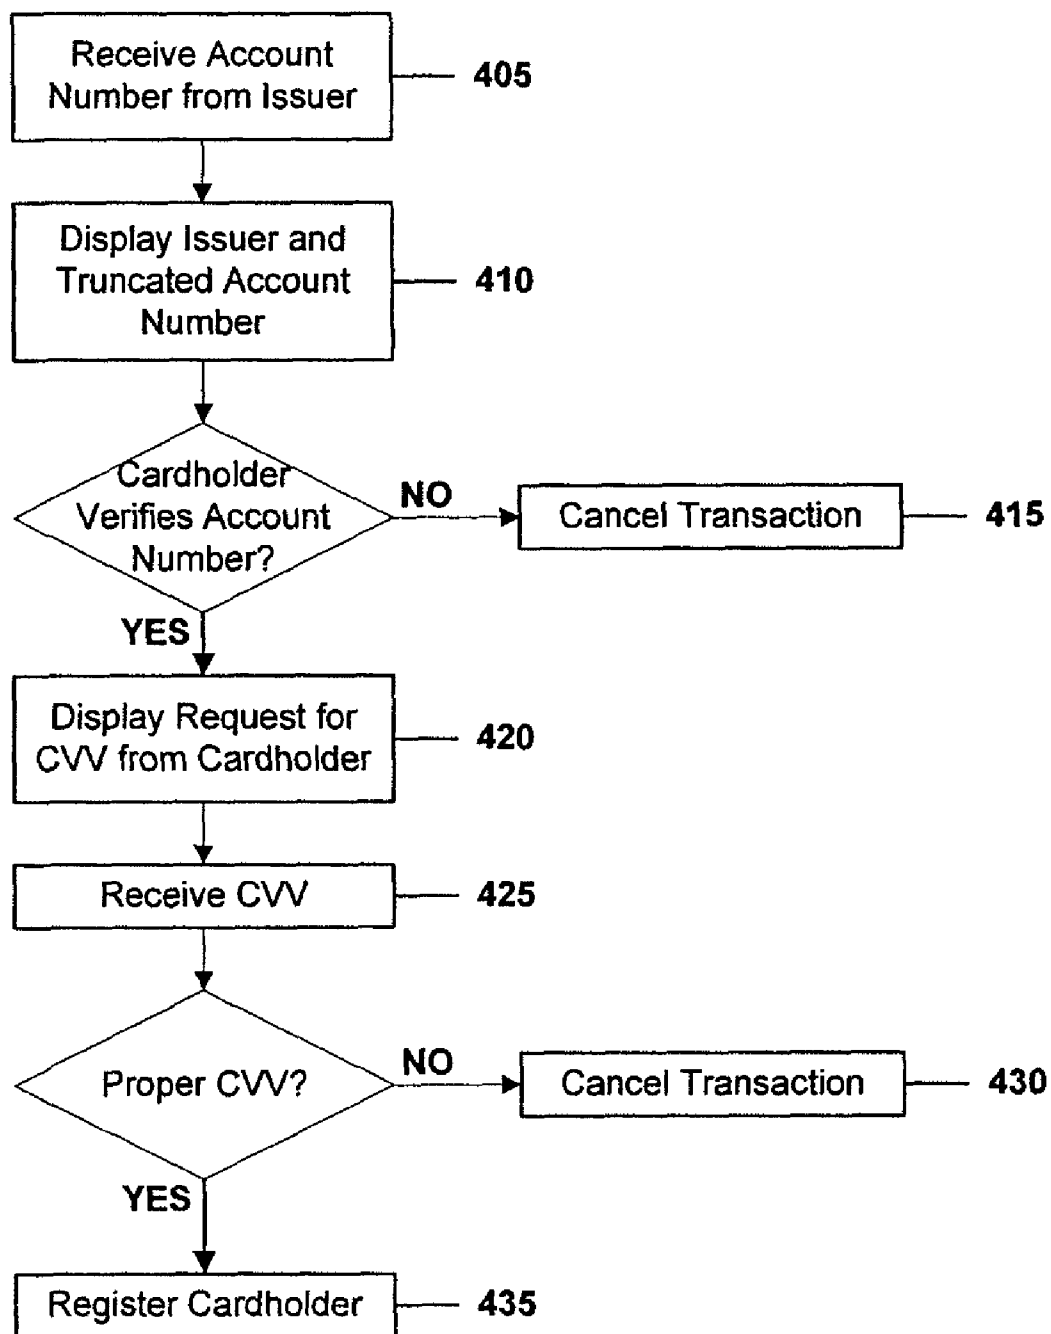 Receive Account
Number from Issuer
405
Display Issuer and
Truncated Account
Number
410
Cardholder
Verifies Account
Number?
NO
Cancel Transaction
415
YES
Display Request for
CVV from Cardholder
420
Receive CVV
425
Proper CVV?
NO
Cancel Transaction
430
YES
Register Cardholder
435